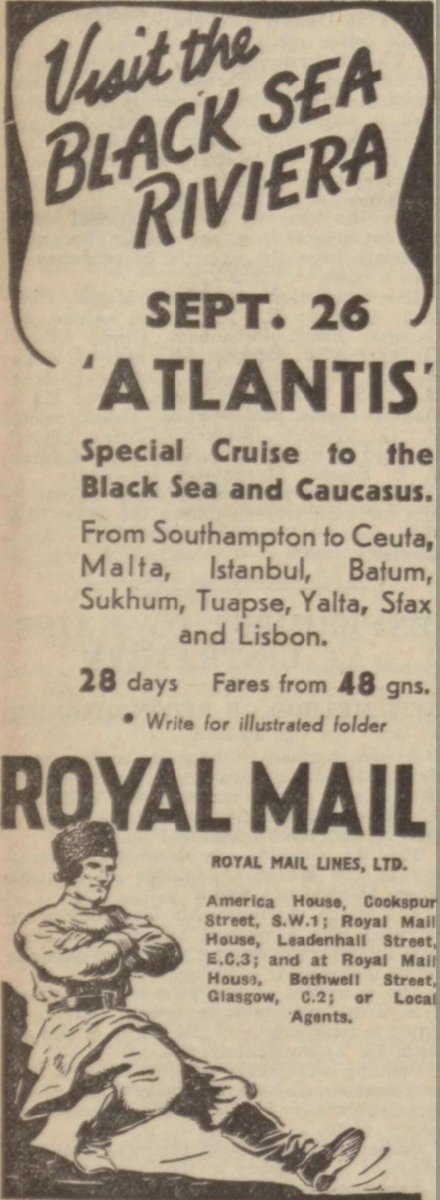 Visit the
BLACK SEA
RIVIERA
SEPT. 26
'ATLANTIS'
Special Cruise to the
Black Sea and Caucasus.
From Southampton to Ceuta,
Malta, Istanbul, Batum,
Sukhum, Tuapse, Yalta, Sfax
and Lisbon.
28 days Fares from 48 gns.
• Write for illustrated folder
ROYAL MAIL
ROYAL MAIL LINES, LTD.
America House, Cockspur
Street, S.W.1; Royal Mail
House, Leadenhall Street,
E.C.3; and at Royal Mail
House, Bothwell Street,
Glasgow, C.2; or Local
Agents.